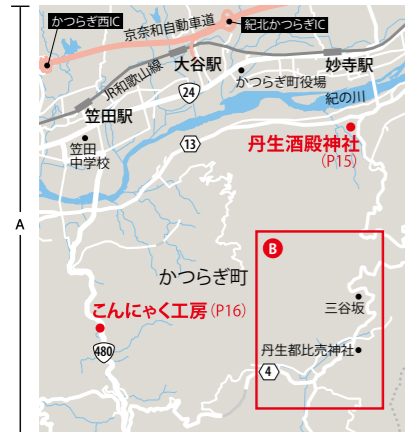 かつらぎ西IC
京奈和自動車道
紀北かつらぎIC
大谷駅
妙寺駅
JR和歌山線
24
かつらぎ町役場
笠田駅
紀の川
笠田
中学校
13
丹生酒殿神社
(P15)
A
B
かつらぎ町
三谷坂
こんにゃく工房(P16)
丹生都比売神社
480
4